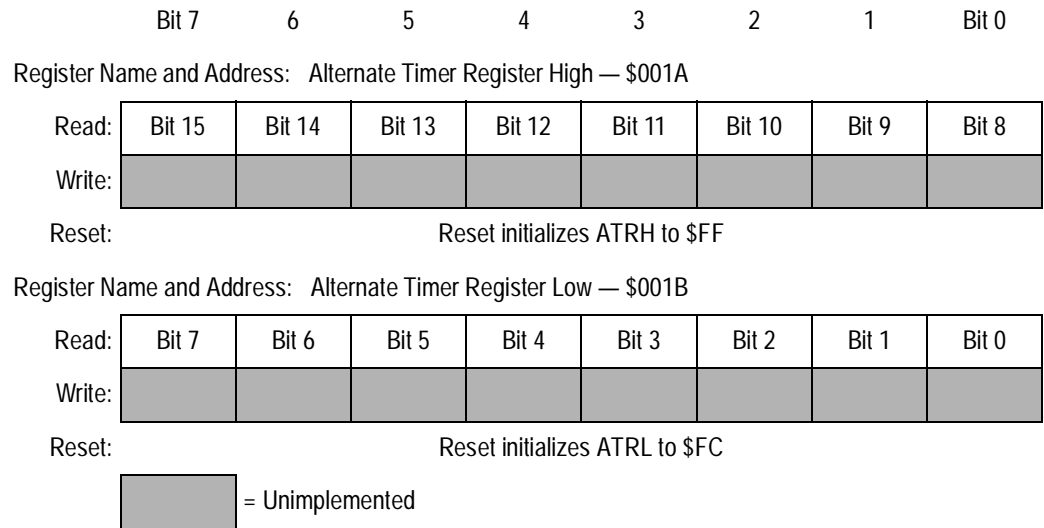 Bit 7 6 5 4 3 2 1 Bit 0
Register Name and Address: Alternate Timer Register High — $001A
Read: Bit 15 Bit 14 Bit 13 Bit 12 Bit 11 Bit 10 Bit 9 Bit 8
Write:
Reset: Reset initializes ATRH to $FF
Register Name and Address: Alternate Timer Register Low — $001B
Read: Bit 7 Bit 6 Bit 5 Bit 4 Bit 3 Bit 2 Bit 1 Bit 0
Write:
Reset: Reset initializes ATRL to $FC
= Unimplemented